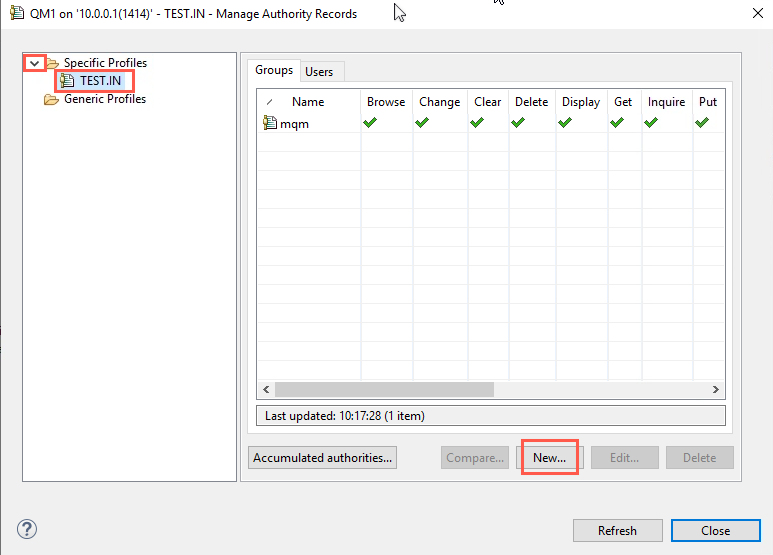 QM1 on '10.0.0.1(1414)' - TEST.IN - Manage Authority Records
Specific Profiles
TEST.IN
Generic Profiles
Groups Users
Name Browse Change Clear Delete Display Get Inquire Put
mqm
Last updated: 10:17:28 (1 item)
Accumulated authorities... Compare... New... Edit... Delete
? Refresh Close